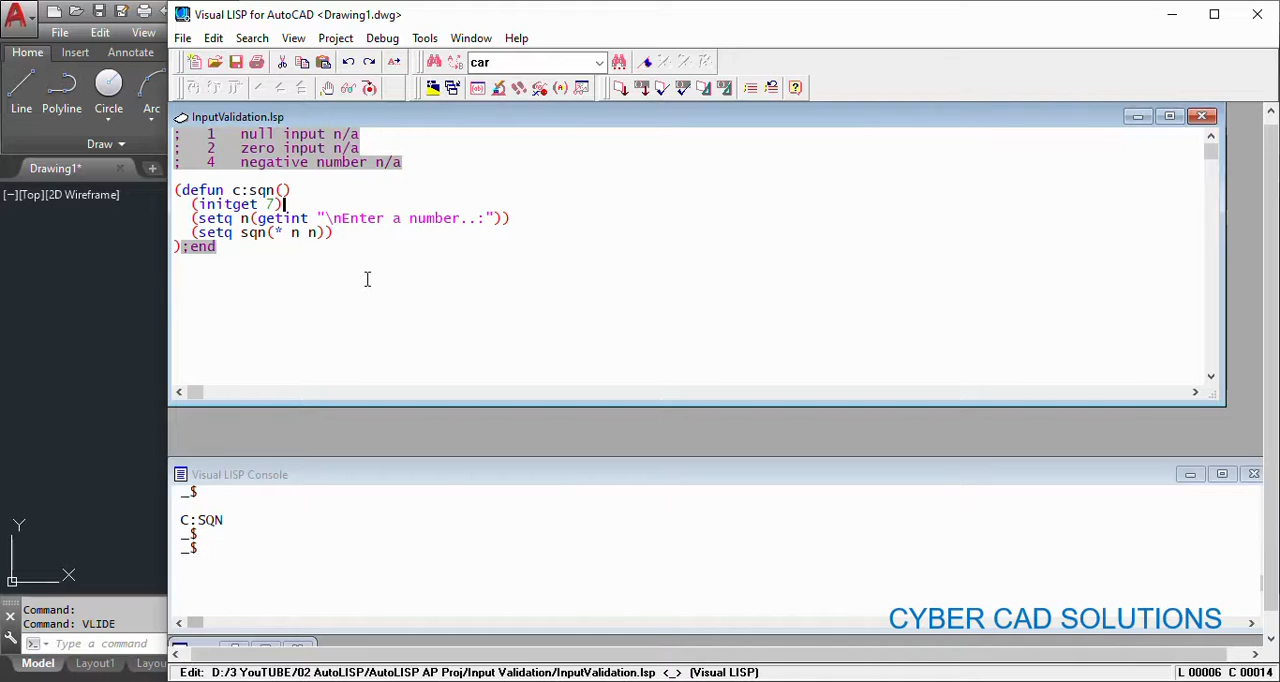 Visual LISP for AutoCAD <Drawing1.dwg>
File Edit View
File Edit Search View Project Debug Tools Window Help
Home Insert Annotate
car
Line Polyline Circle Arc
Draw
InputValidation.lsp
; 1 null input n/a
; 2 zero input n/a
; 4 negative number n/a
Drawing1*
[−][Top][2D Wireframe]
(defun c:sqn()
(initget 7)
(setq n(getint "\nEnter a number..:"))
(setq sqn(* n n))
);end
Visual LISP Console
_$
C:SQN
_$
_$
Y
X
Command:
Command: VLIDE
Type a command
CYBER CAD SOLUTIONS
Model Layout1 Layou
Edit: D:/3 YouTUBE/02 AutoLISP/AutoLISP AP Proj/Input Validation/InputValidation.lsp <_> (Visual LISP)
L 00006 C 00014